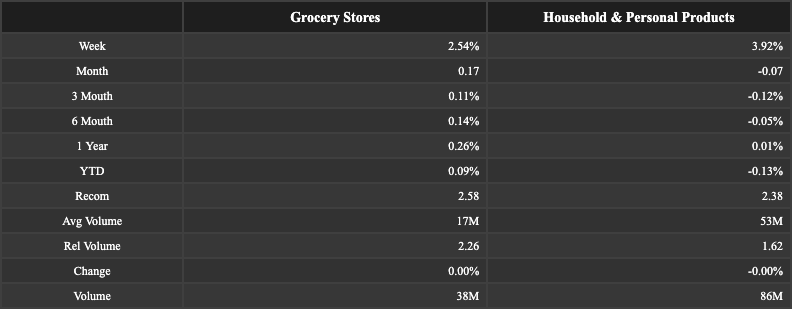 Grocery Stores Household & Personal Products
Week 2.54% 3.92%
Month 0.17 -0.07
3 Mouth 0.11% -0.12%
6 Mouth 0.14% -0.05%
1 Year 0.26% 0.01%
YTD 0.09% -0.13%
Recom 2.58 2.38
Avg Volume 17M 53M
Rel Volume 2.26 1.62
Change 0.00% -0.00%
Volume 38M 86M